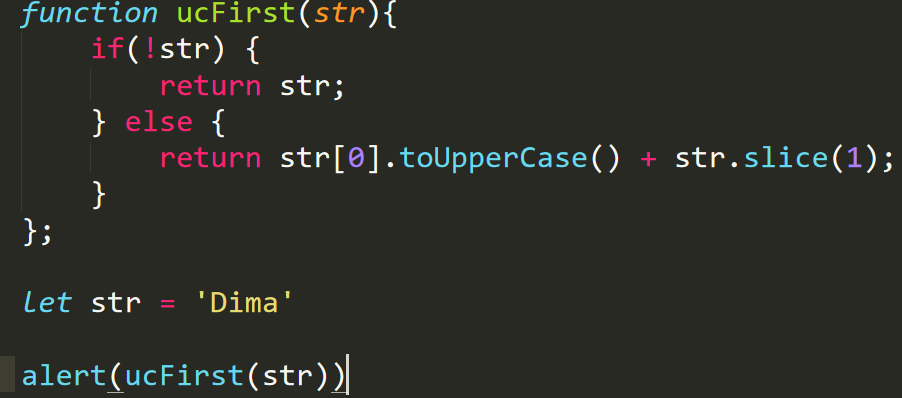 function ucFirst(str){
    if(!str) {
        return str;
    } else {
        return str[0].toUpperCase() + str.slice(1);
    }
};

let str = 'Dima'

alert(ucFirst(str))